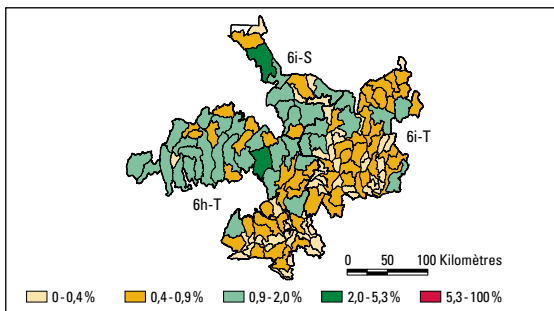 6i-S
6i-T
6h-T
0 50 100 Kilomètres
0 - 0,4 % 0,4 - 0,9 % 0,9 - 2,0 % 2,0 - 5,3 % 5,3 - 100 %